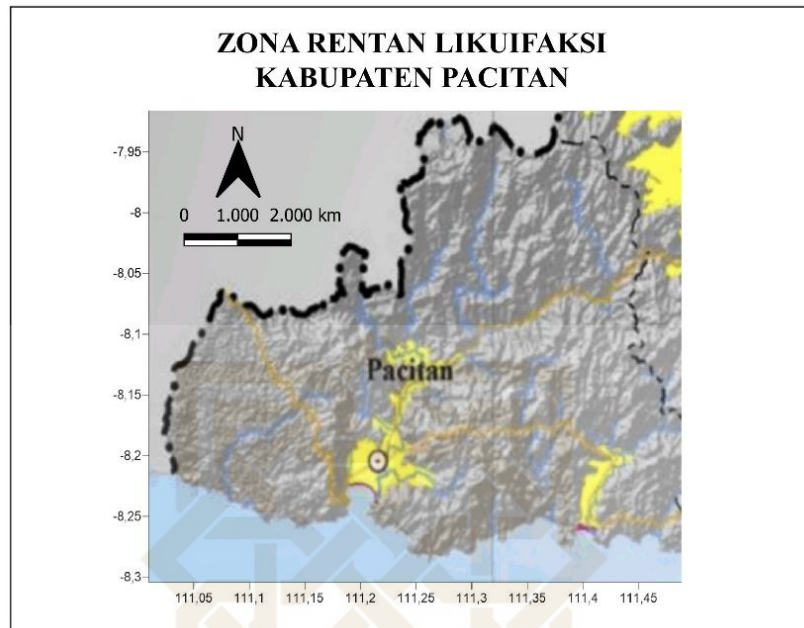 ZONA RENTAN LIKUIFAKSI
KABUPATEN PACITAN
N
0 1.000 2.000 km
-7,95
-8
-8,05
-8,1
-8,15
-8,2
-8,25
-8,3
Pacitan
111,05 111,1 111,15 111,2 111,25 111,3 111,35 111,4 111,45